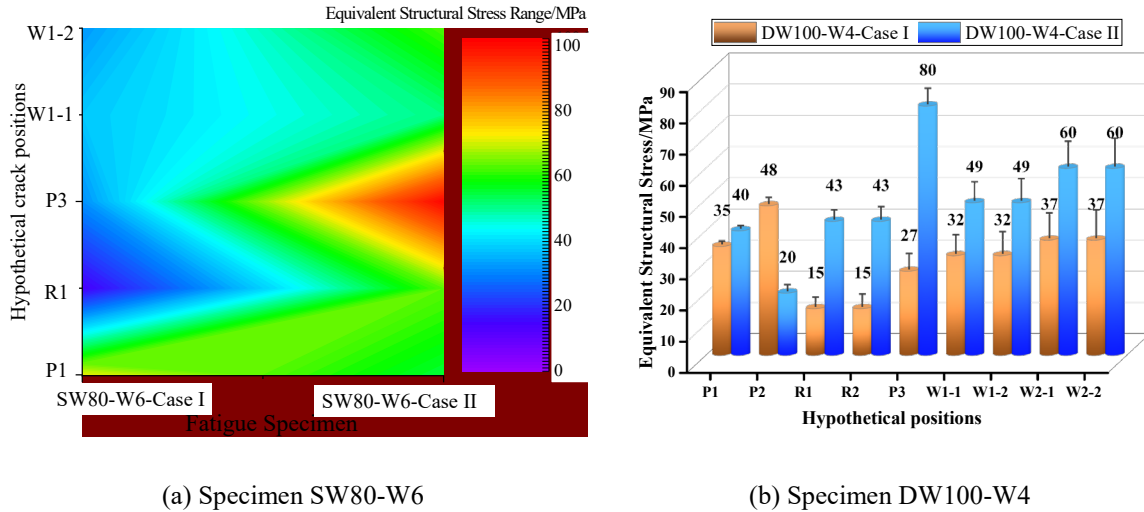 Equivalent Structural Stress Range/MPa
W1-2
W1-1
P3
R1
P1
Hypothetical crack positions
100
80
60
40
20
0
SW80-W6-Case I
SW80-W6-Case II
Fatigue Specimen
(a) Specimen SW80-W6
DW100-W4-Case I
DW100-W4-Case II
Equivalent Structural Stress/MPa
90
80
70
60
50
40
30
20
10
0
35
40
48
20
15
43
15
43
27
80
32
49
32
49
37
60
37
60
P1
P2
R1
R2
P3
W1-1
W1-2
W2-1
W2-2
Hypothetical positions
(b) Specimen DW100-W4